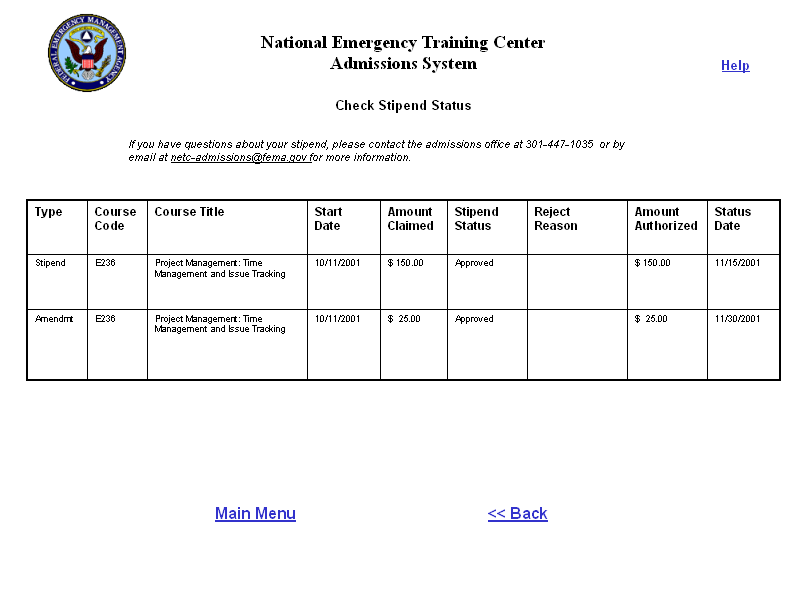 FEDERAL EMERGENCY MANAGEMENT AGENCY
National Emergency Training Center
Admissions System
Help
Check Stipend Status
If you have questions about your stipend, please contact the admissions office at 301-447-1035 or by
email at netc-admissions@fema.gov for more information.
Type Course Code Course Title Start Date Amount Claimed Stipend Status Reject Reason Amount Authorized Status Date
Stipend E236 Project Management: Time Management and Issue Tracking 10/11/2001 $ 150.00 Approved $ 150.00 11/15/2001
Amendmt E236 Project Management: Time Management and Issue Tracking 10/11/2001 $ 25.00 Approved $ 25.00 11/30/2001
Main Menu << Back